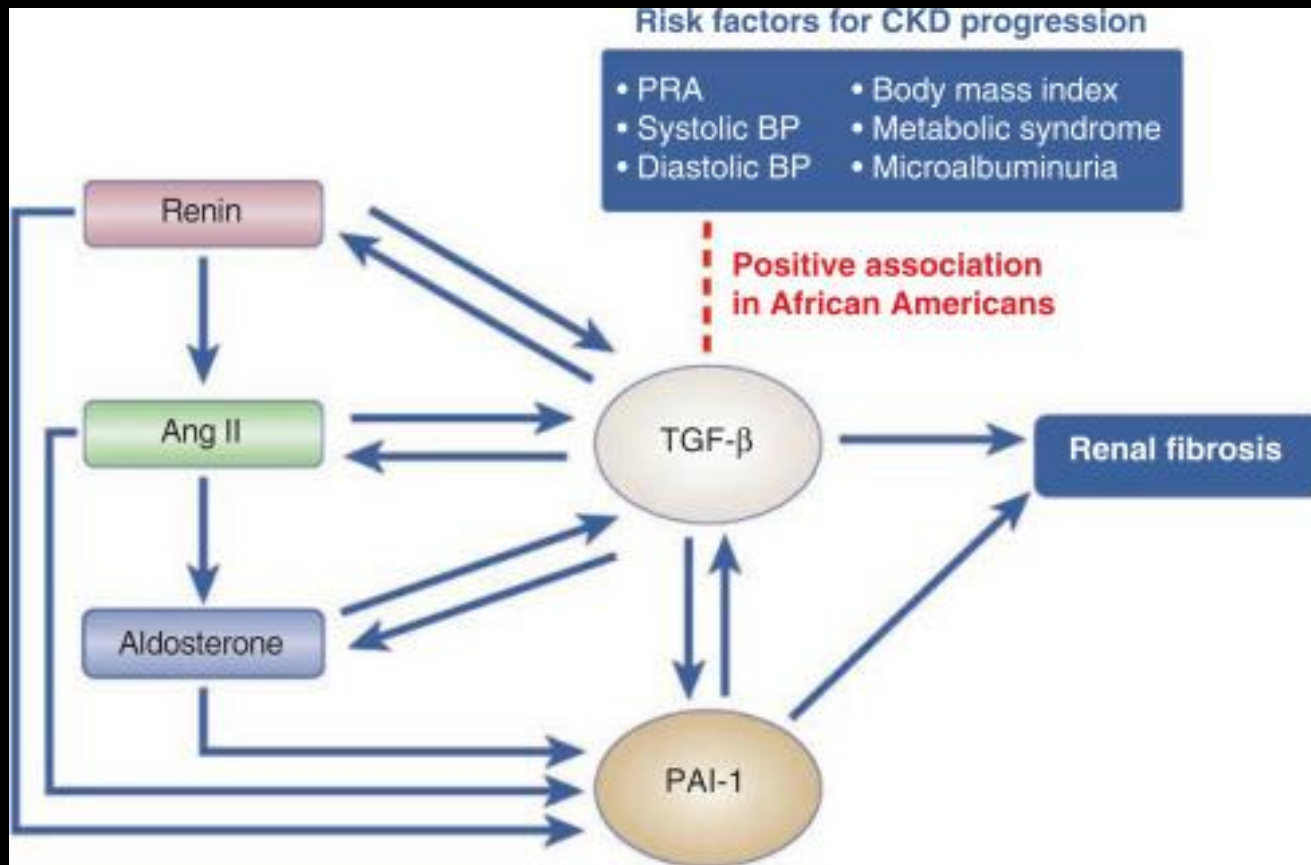 Risk factors for CKD progression
• PRA
• Systolic BP
• Diastolic BP
• Body mass index
• Metabolic syndrome
• Microalbuminuria
Renin
Positive association
in African Americans
Ang II
TGF-β
Renal fibrosis
Aldosterone
PAI-1